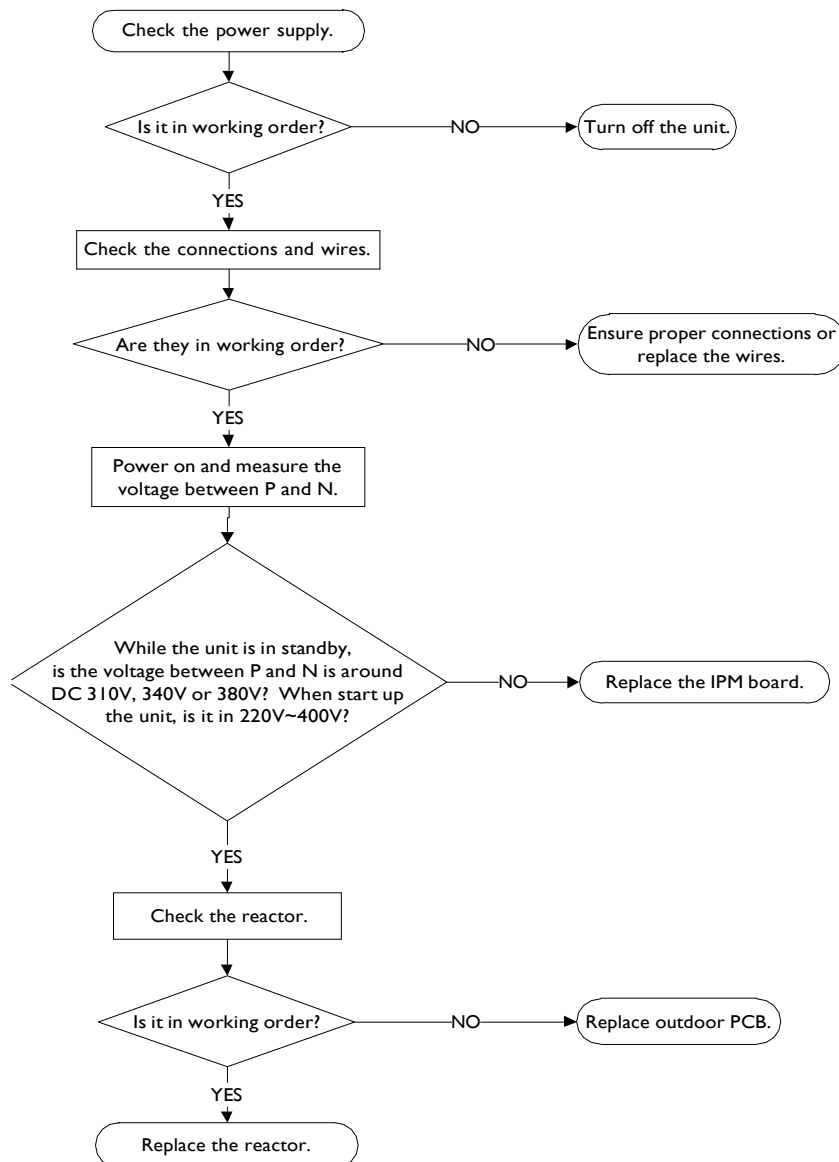 Check the power supply.
Is it in working order?
NO
Turn off the unit.
YES
Check the connections and wires.
Are they in working order?
NO
Ensure proper connections or
replace the wires.
YES
Power on and measure the
voltage between P and N.
While the unit is in standby,
is the voltage between P and N is around
DC 310V, 340V or 380V? When start up
the unit, is it in 220V~400V?
NO
Replace the IPM board.
YES
Check the reactor.
Is it in working order?
NO
Replace outdoor PCB.
YES
Replace the reactor.